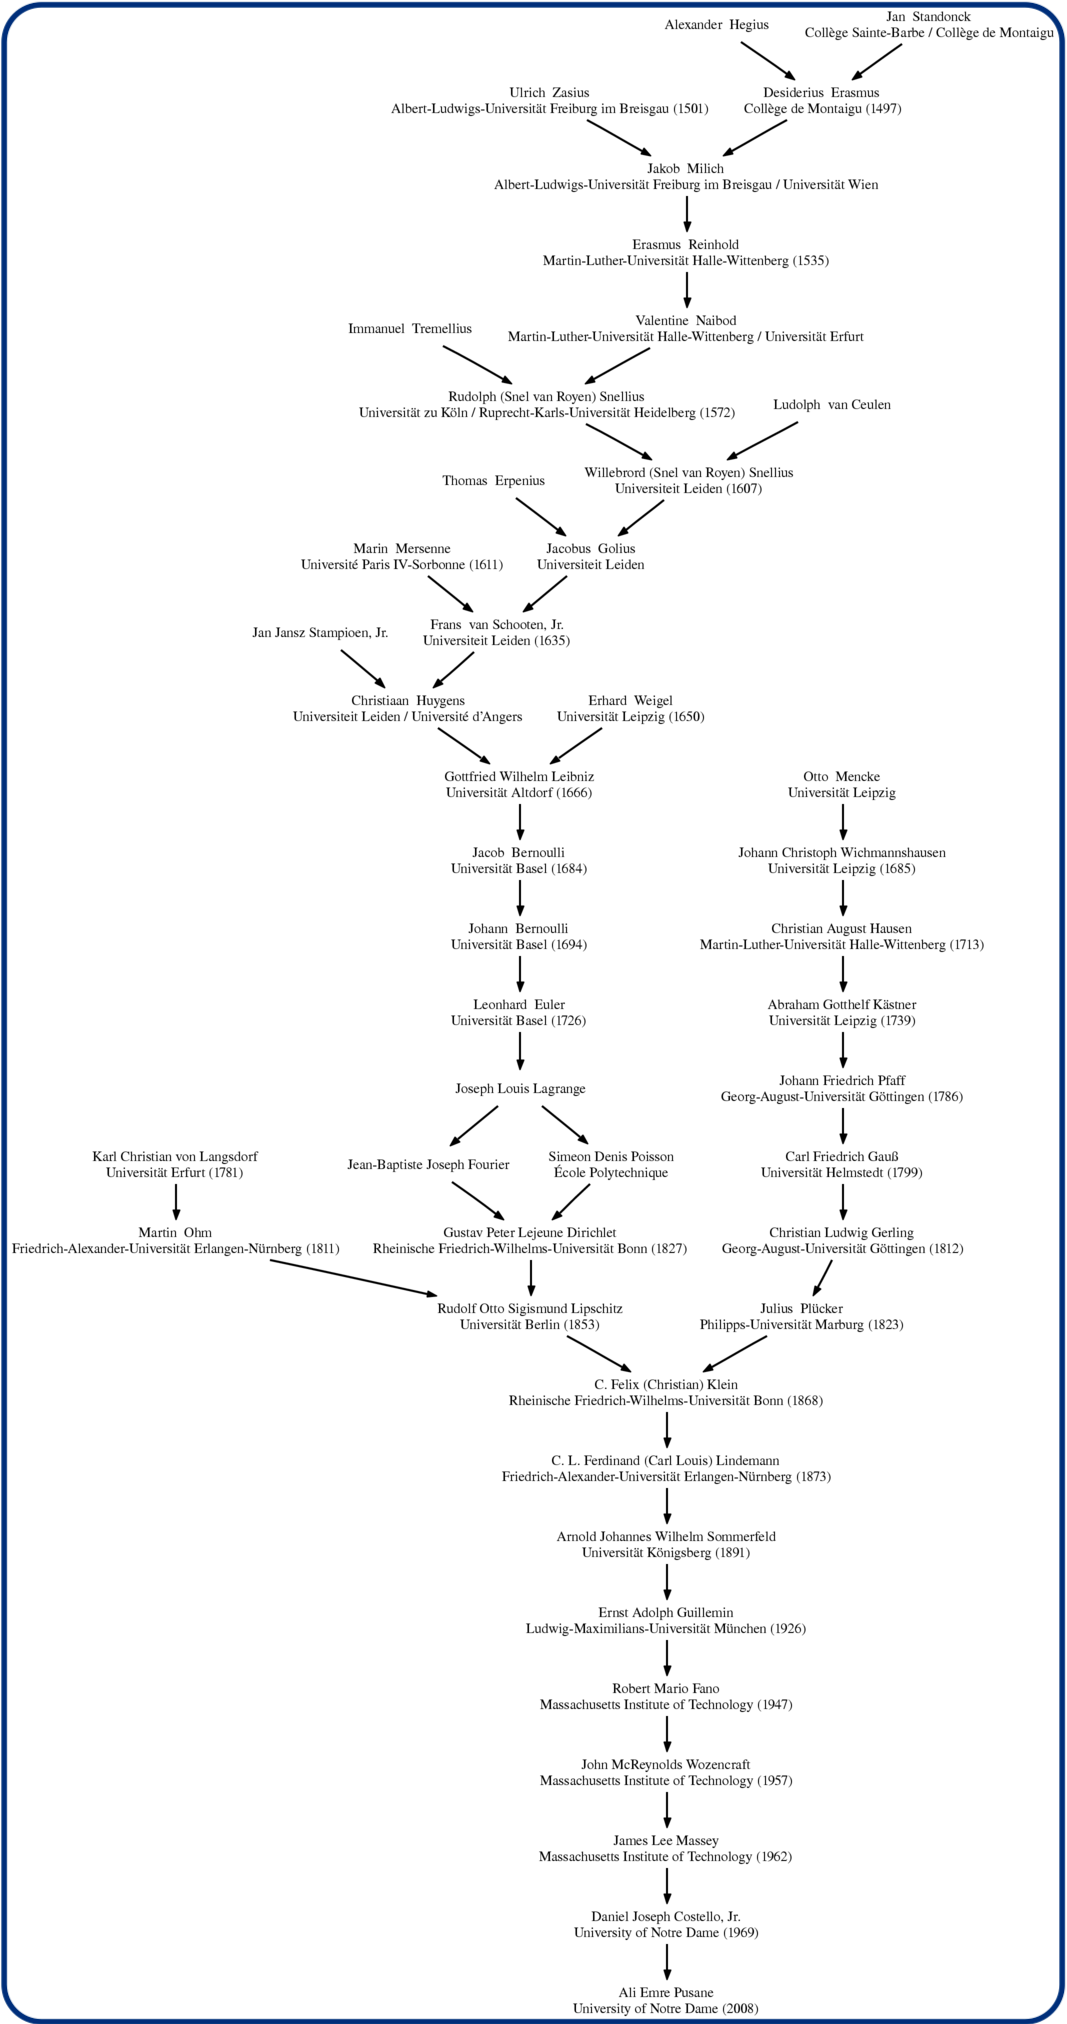 Alexander Hegius
Jan Standonck
Collège Sainte-Barbe / Collège de Montaigu
Ulrich Zasius
Albert-Ludwigs-Universität Freiburg im Breisgau (1501)
Desiderius Erasmus
Collège de Montaigu (1497)
Jakob Milich
Albert-Ludwigs-Universität Freiburg im Breisgau / Universität Wien
Erasmus Reinhold
Martin-Luther-Universität Halle-Wittenberg (1535)
Immanuel Tremellius
Valentine Naibod
Martin-Luther-Universität Halle-Wittenberg / Universität Erfurt
Rudolph (Snel van Royen) Snellius
Universität zu Köln / Ruprecht-Karls-Universität Heidelberg (1572)
Ludolph van Ceulen
Thomas Erpenius
Willebrord (Snel van Royen) Snellius
Universiteit Leiden (1607)
Marin Mersenne
Université Paris IV-Sorbonne (1611)
Jacobus Golius
Universiteit Leiden
Jan Jansz Stampioen, Jr.
Frans van Schooten, Jr.
Universiteit Leiden (1635)
Christiaan Huygens
Universiteit Leiden / Université d'Angers
Erhard Weigel
Universität Leipzig (1650)
Gottfried Wilhelm Leibniz
Universität Altdorf (1666)
Otto Mencke
Universität Leipzig
Jacob Bernoulli
Universität Basel (1684)
Johann Christoph Wichmannshausen
Universität Leipzig (1685)
Johann Bernoulli
Universität Basel (1694)
Christian August Hausen
Martin-Luther-Universität Halle-Wittenberg (1713)
Leonhard Euler
Universität Basel (1726)
Abraham Gotthelf Kästner
Universität Leipzig (1739)
Joseph Louis Lagrange
Johann Friedrich Pfaff
Georg-August-Universität Göttingen (1786)
Karl Christian von Langsdorf
Universität Erfurt (1781)
Jean-Baptiste Joseph Fourier
Simeon Denis Poisson
École Polytechnique
Carl Friedrich Gauß
Universität Helmstedt (1799)
Martin Ohm
Friedrich-Alexander-Universität Erlangen-Nürnberg (1811)
Gustav Peter Lejeune Dirichlet
Rheinische Friedrich-Wilhelms-Universität Bonn (1827)
Christian Ludwig Gerling
Georg-August-Universität Göttingen (1812)
Rudolf Otto Sigismund Lipschitz
Universität Berlin (1853)
Julius Plücker
Philipps-Universität Marburg (1823)
C. Felix (Christian) Klein
Rheinische Friedrich-Wilhelms-Universität Bonn (1868)
C. L. Ferdinand (Carl Louis) Lindemann
Friedrich-Alexander-Universität Erlangen-Nürnberg (1873)
Arnold Johannes Wilhelm Sommerfeld
Universität Königsberg (1891)
Ernst Adolph Guillemin
Ludwig-Maximilians-Universität München (1926)
Robert Mario Fano
Massachusetts Institute of Technology (1947)
John McReynolds Wozencraft
Massachusetts Institute of Technology (1957)
James Lee Massey
Massachusetts Institute of Technology (1962)
Daniel Joseph Costello, Jr.
University of Notre Dame (1969)
Ali Emre Pusane
University of Notre Dame (2008)